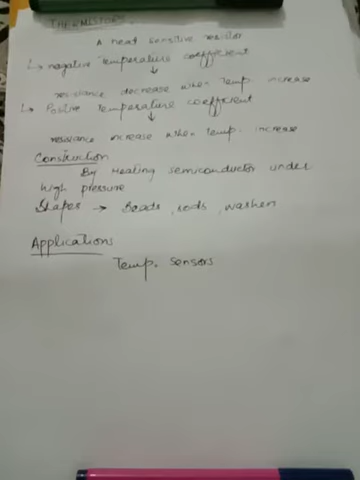 THERMISTOR
A heat sensitive resistor
↳ negative temperature coefficient
↓
resistance decrease when temp. increase
↳ Positive temperature coefficient
↓
resistance increase when temp. increase
Construction
By Heating semiconductor under
high pressure
Shapes → Beads, rods, washers
Applications
Temp. sensors